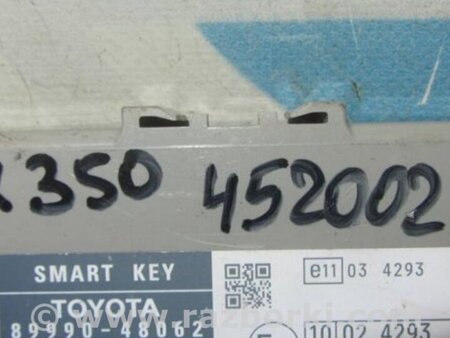 350 452002
SMART KEY
TOYOTA
89990-48062
e11 03 4293
10 02 4293
www.razborki.com